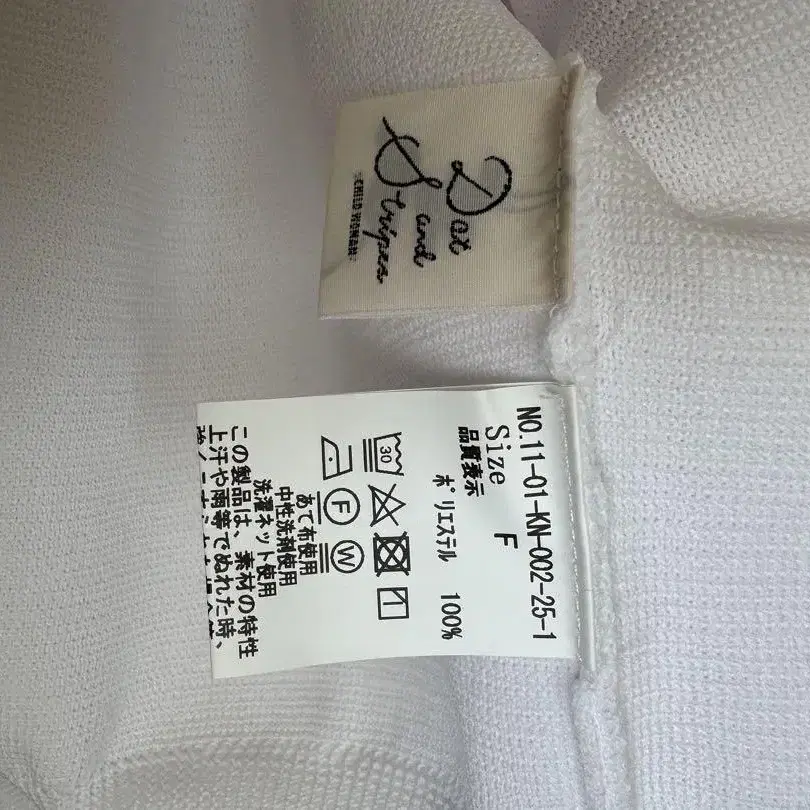 Dot
and
Stripes
CHILD WOMAN
NO.11-01-KN-002-25-1
Size F
品質表示
ポリエステル 100%
30
F W
あて布使用
中性洗剤使用
洗濯ネット使用
この製品は、素材の特性
上汗や雨等でぬれた時、